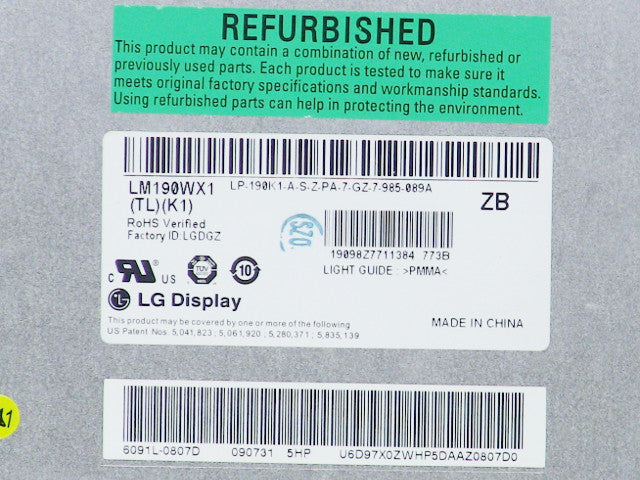 REFURBISHED
This product may contain a combination of new, refurbished or
previously used parts. Each product is tested to make sure it
meets original factory specifications and workmanship standards.
Using refurbished parts can help in protecting the environment.
LM190WX1 LP-190K1-A-S-Z-PA-7-GZ-7-985-089A ZB
(TL)(K1)
RoHS Verified
Factory ID:LGDGZ
SZO
19098Z7711384 773B
LIGHT GUIDE : >PMMA<
c RU ® US TUV 10
LG Display
This product may be covered by one or more of the following
US Patent Nos. 5,041,823 ; 5,061,920 ; 5,280,371 ; 5,835,139
MADE IN CHINA
6091L-0807D 090731 5HP U6D97X0ZWHP5DAAZ0807D0